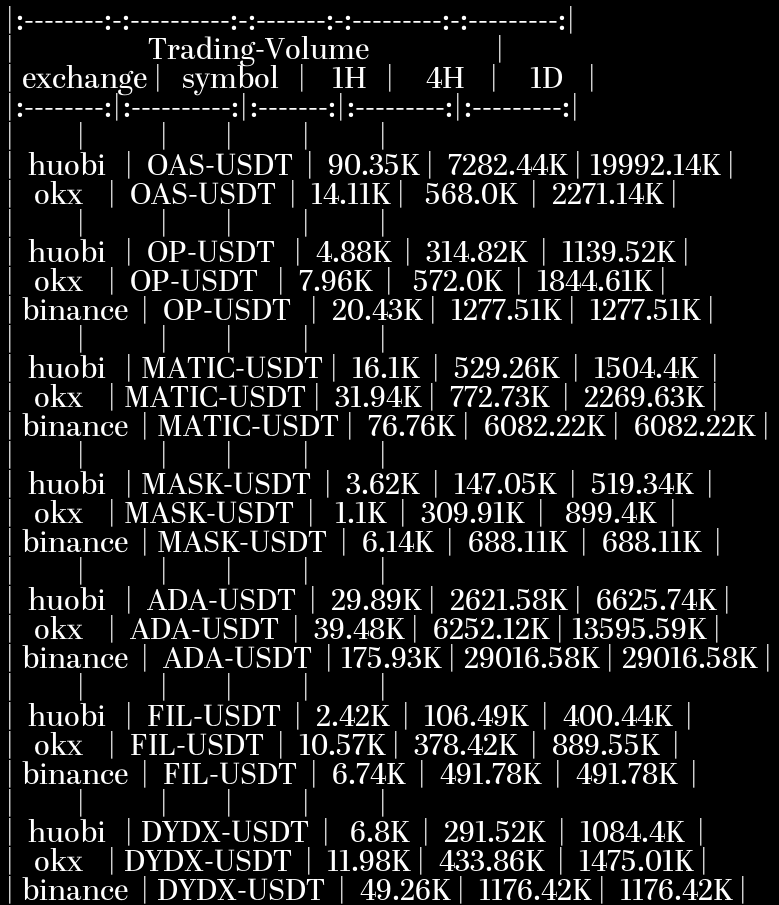 |:--------:-:----------:-:-------:-:---------:-:---------:|
| Trading-Volume |
| exchange | symbol | 1H | 4H | 1D |
|:--------:|:----------:|:-------:|:---------:|:---------:|
| | | | | |
| huobi | OAS-USDT | 90.35K | 7282.44K | 19992.14K |
| okx | OAS-USDT | 14.11K | 568.0K | 2271.14K |
| | | | | |
| huobi | OP-USDT | 4.88K | 314.82K | 1139.52K |
| okx | OP-USDT | 7.96K | 572.0K | 1844.61K |
| binance | OP-USDT | 20.43K | 1277.51K | 1277.51K |
| | | | | |
| huobi | MATIC-USDT | 16.1K | 529.26K | 1504.4K |
| okx | MATIC-USDT | 31.94K | 772.73K | 2269.63K |
| binance | MATIC-USDT | 76.76K | 6082.22K | 6082.22K |
| | | | | |
| huobi | MASK-USDT | 3.62K | 147.05K | 519.34K |
| okx | MASK-USDT | 1.1K | 309.91K | 899.4K |
| binance | MASK-USDT | 6.14K | 688.11K | 688.11K |
| | | | | |
| huobi | ADA-USDT | 29.89K | 2621.58K | 6625.74K |
| okx | ADA-USDT | 39.48K | 6252.12K | 13595.59K |
| binance | ADA-USDT | 175.93K | 29016.58K | 29016.58K |
| | | | | |
| huobi | FIL-USDT | 2.42K | 106.49K | 400.44K |
| okx | FIL-USDT | 10.57K | 378.42K | 889.55K |
| binance | FIL-USDT | 6.74K | 491.78K | 491.78K |
| | | | | |
| huobi | DYDX-USDT | 6.8K | 291.52K | 1084.4K |
| okx | DYDX-USDT | 11.98K | 433.86K | 1475.01K |
| binance | DYDX-USDT | 49.26K | 1176.42K | 1176.42K |